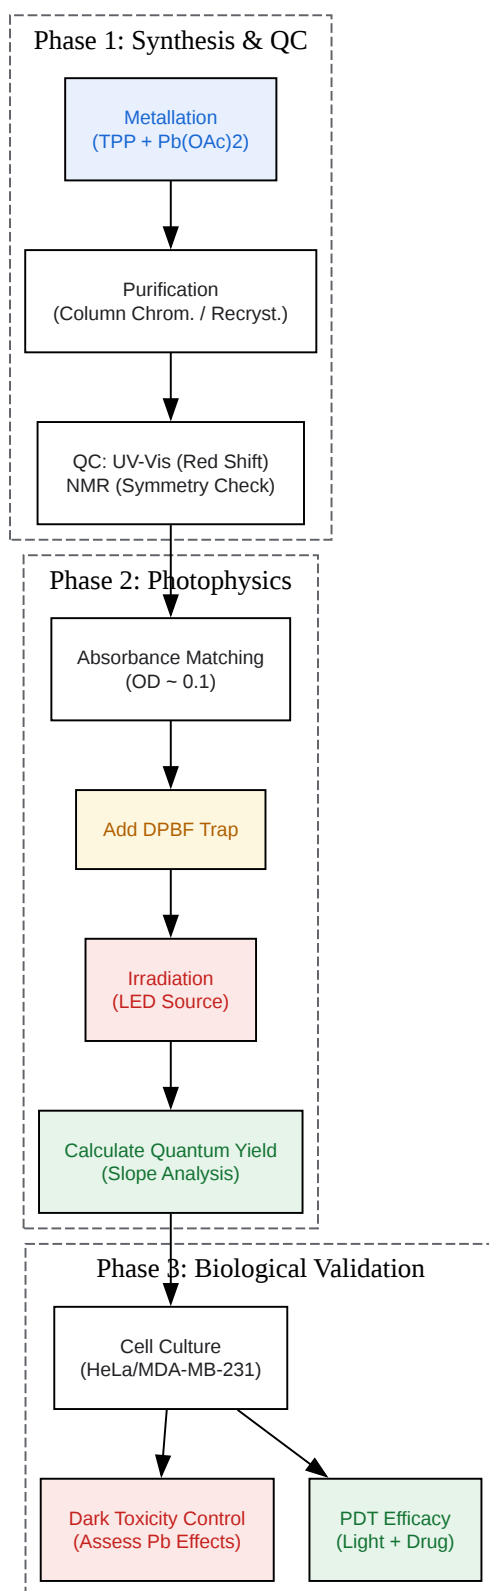 Phase 1: Synthesis & QC
Metallation
(TPP + Pb(OAc)2)
Purification
(Column Chrom. / Recryst.)
QC: UV-Vis (Red Shift)
NMR (Symmetry Check)
Phase 2: Photophysics
Absorbance Matching
(OD ~ 0.1)
Add DPBF Trap
Irradiation
(LED Source)
Calculate Quantum Yield
(Slope Analysis)
Phase 3: Biological Validation
Cell Culture
(HeLa/MDA-MB-231)
Dark Toxicity Control
(Assess Pb Effects)
PDT Efficacy
(Light + Drug)